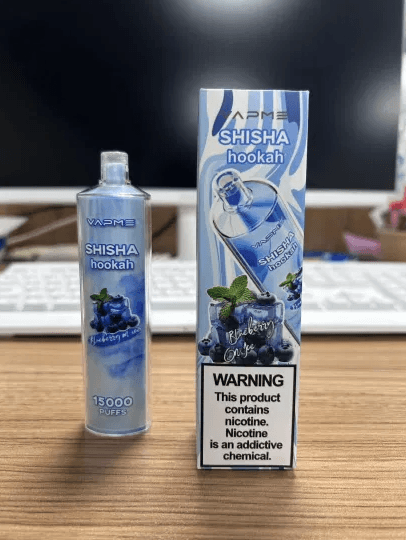 VAPME
SHISHA
hookah
15000
PUFFS
VAPME
SHISHA
hookah
VAPME
SHISHA
hookah
Blueberry
WARNING
This product
contains
nicotine.
Nicotine
is an addictive
chemical.